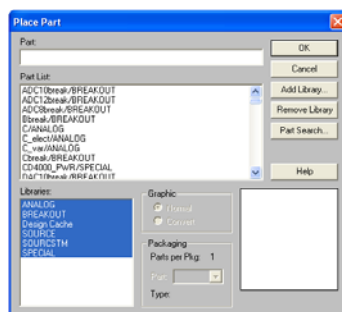 Place Part
Part:
OK
Cancel
Part List:
ADC10break/BREAKOUT
ADC12break/BREAKOUT
ADC8break/BREAKOUT
Bbreak/BREAKOUT
C/ANALOG
C_elect/ANALOG
C_var/ANALOG
Cbreak/BREAKOUT
CD4000_PWR/SPECIAL
DAC10break/BREAKOUT
Add Library...
Remove Library
Part Search...
Help
Libraries:
ANALOG
BREAKOUT
Design Cache
SOURCE
SOURCSTM
SPECIAL
Graphic
Normal
Convert
Packaging
Parts per Pkg: 1
Part:
Type: